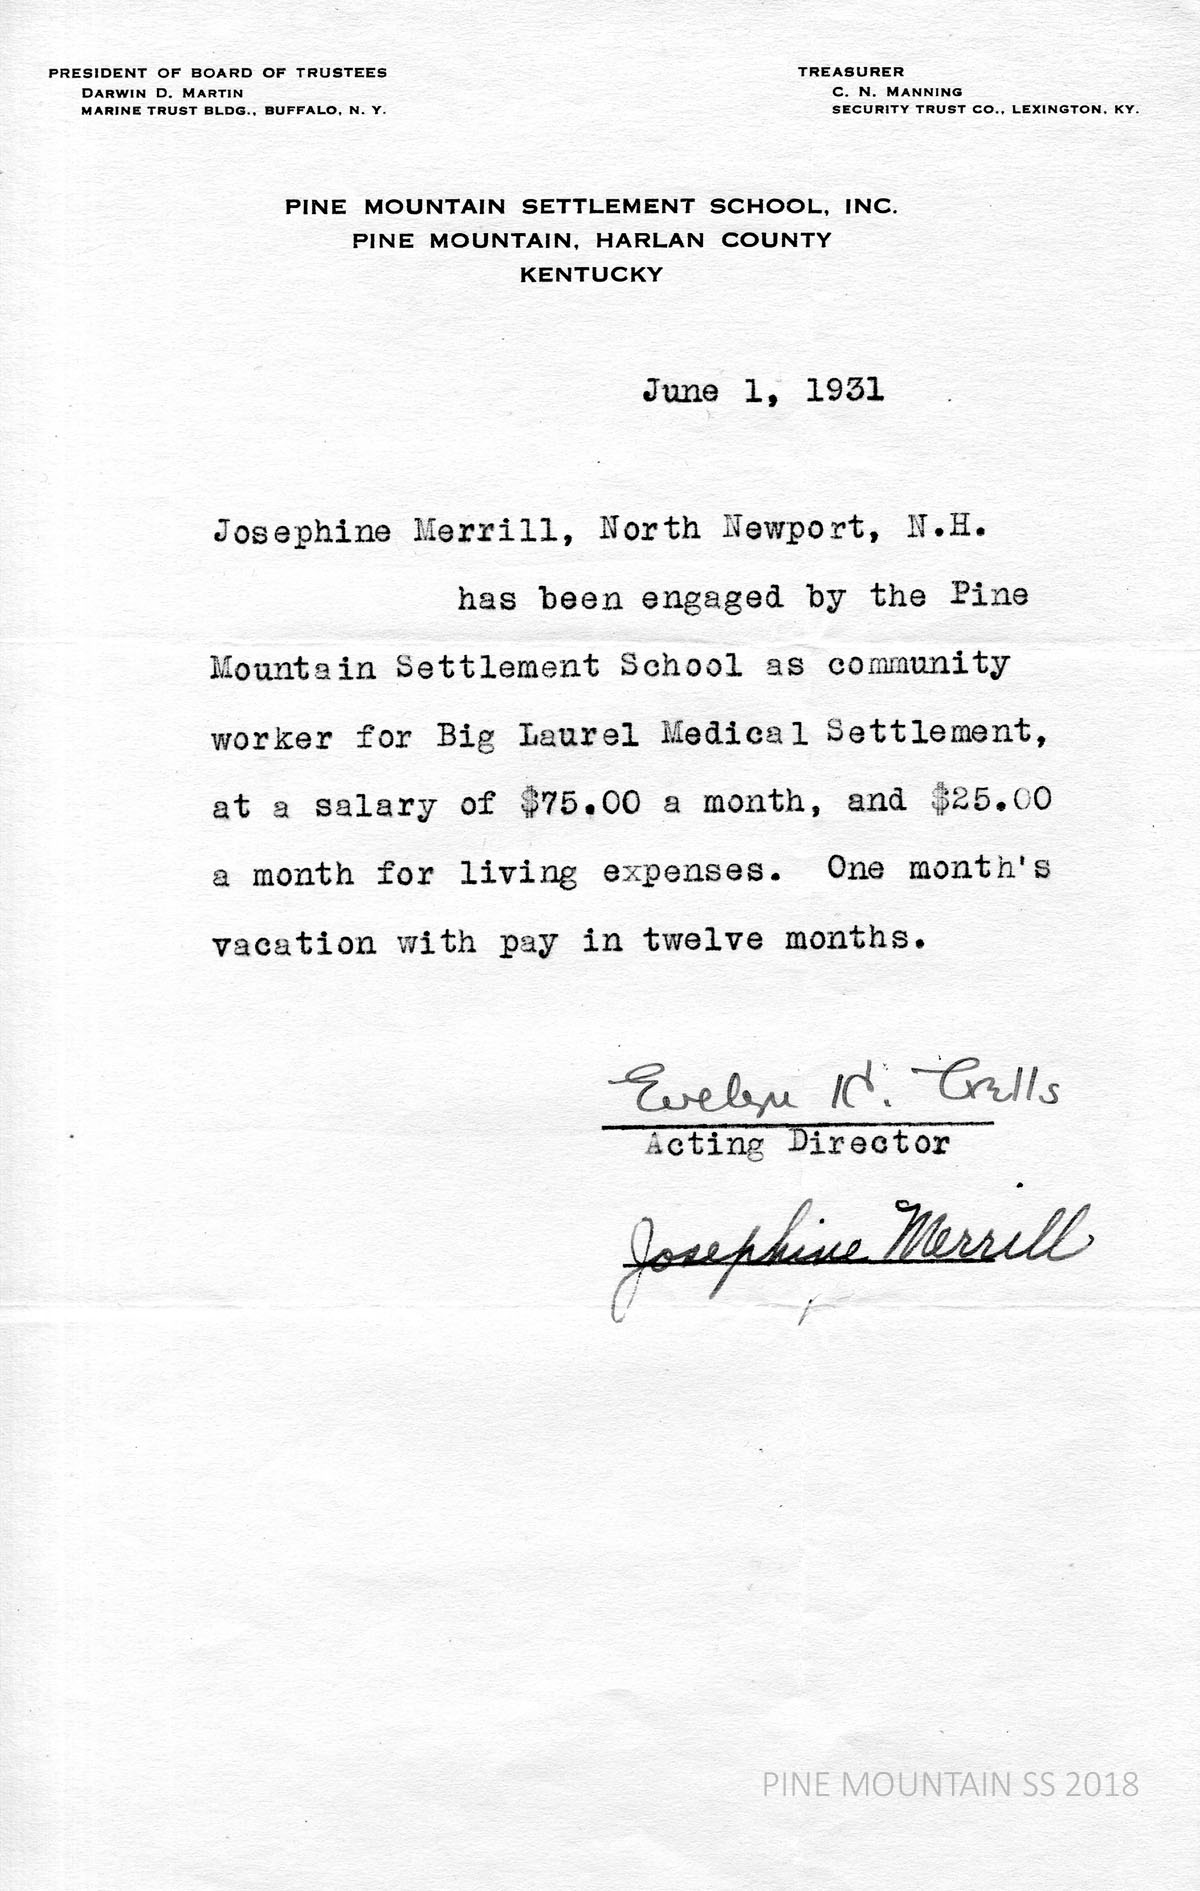 PRESIDENT OF BOARD OF TRUSTEES
DARWIN D. MARTIN
MARINE TRUST BLDG., BUFFALO, N. Y.
TREASURER
C. N. MANNING
SECURITY TRUST CO., LEXINGTON, KY.
PINE MOUNTAIN SETTLEMENT SCHOOL, INC.
PINE MOUNTAIN, HARLAN COUNTY
KENTUCKY
June 1, 1931
Josephine Merrill, North Newport, N.H.
has been engaged by the Pine
Mountain Settlement School as community
worker for Big Laurel Medical Settlement,
at a salary of $75.00 a month, and $25.00
a month for living expenses. One month's
vacation with pay in twelve months.
Evelyn K.
Acting Director
Josephine Merrill
PINE MOUNTAIN SS 2018